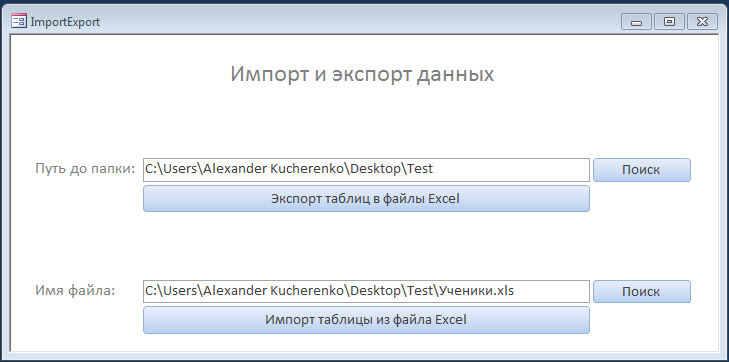 ImportExport
Импорт и экспорт данных
Путь до папки: C:\Users\Alexander Kucherenko\Desktop\Test Поиск
Экспорт таблиц в файлы Excel
Имя файла: C:\Users\Alexander Kucherenko\Desktop\Test\Ученики.xls Поиск
Импорт таблицы из файла Excel